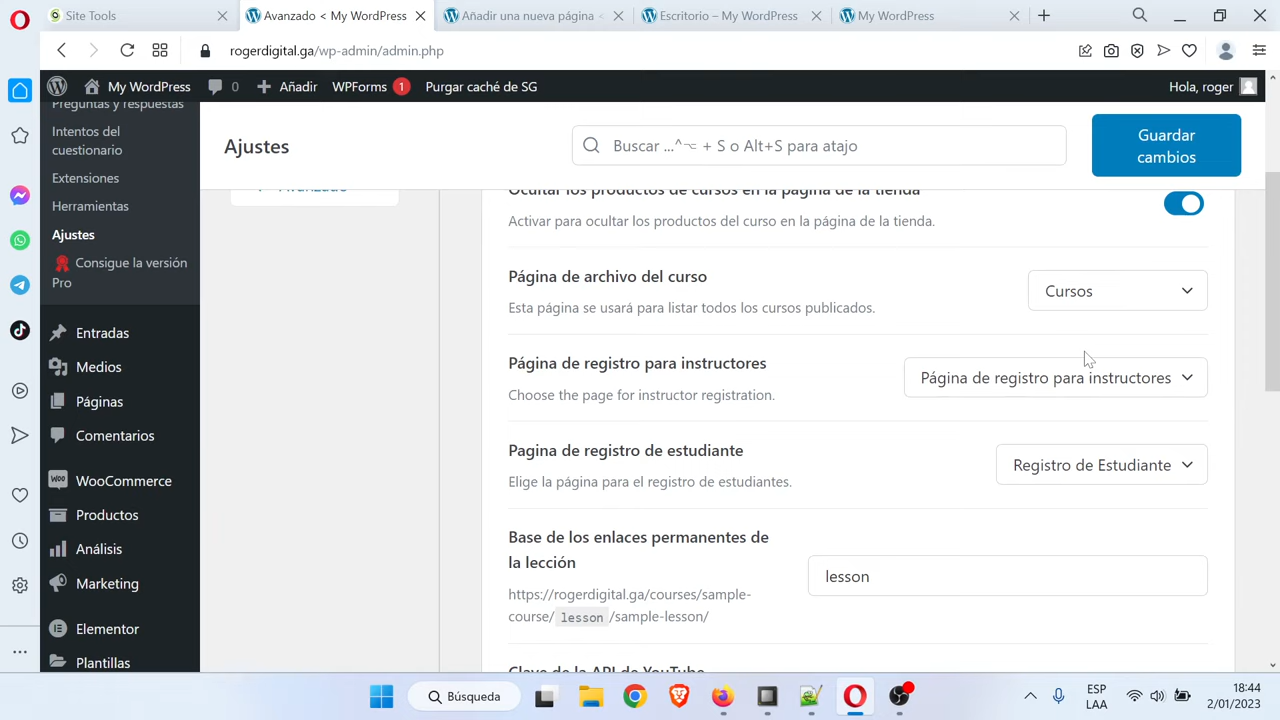 Site Tools
Avanzado < My WordPress
Añadir una nueva página <
Escritorio – My WordPress
My WordPress
rogerdigital.ga/wp-admin/admin.php
My WordPress
0
Añadir
WPForms 1
Purgar caché de SG
Hola, roger
Preguntas y respuestas
Intentos del
cuestionario
Extensiones
Herramientas
Ajustes
Consigue la versión
Pro
Entradas
Medios
Páginas
Comentarios
WooCommerce
Productos
Análisis
Marketing
Elementor
Plantillas
Ajustes
Buscar ...^⌥ + S o Alt+S para atajo
Guardar
cambios
Avanzado
Ocultar los productos de cursos en la página de la tienda
Activar para ocultar los productos del curso en la página de la tienda.
Página de archivo del curso
Esta página se usará para listar todos los cursos publicados.
Cursos
Página de registro para instructores
Choose the page for instructor registration.
Página de registro para instructores
Pagina de registro de estudiante
Elige la página para el registro de estudiantes.
Registro de Estudiante
Base de los enlaces permanentes de
la lección
https://rogerdigital.ga/courses/sample-
course/ lesson /sample-lesson/
lesson
Clave de la API de YouTube
Búsqueda
ESP
LAA
18:44
2/01/2023